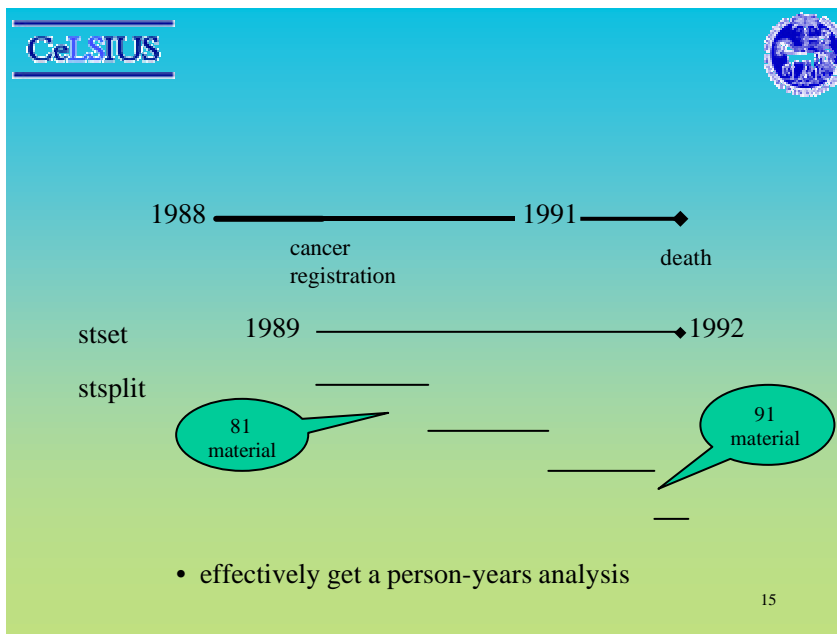 CeLSIUS
1988
1991
cancer
registration
death
stset
1989
1992
stsplit
81
material
91
material
• effectively get a person-years analysis
15